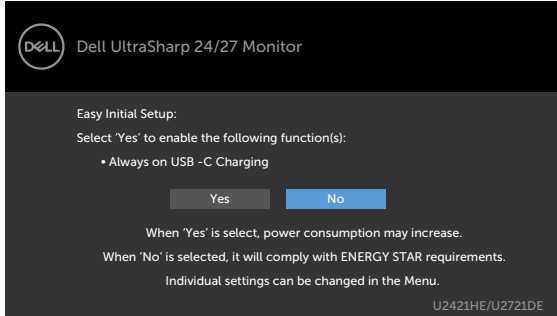 DELL
Dell UltraSharp 24/27 Monitor
Easy Initial Setup:
Select ‘Yes’ to enable the following function(s):
• Always on USB -C Charging
Yes No
When ‘Yes’ is select, power consumption may increase.
When ‘No’ is selected, it will comply with ENERGY STAR requirements.
Individual settings can be changed in the Menu.
U2421HE/U2721DE